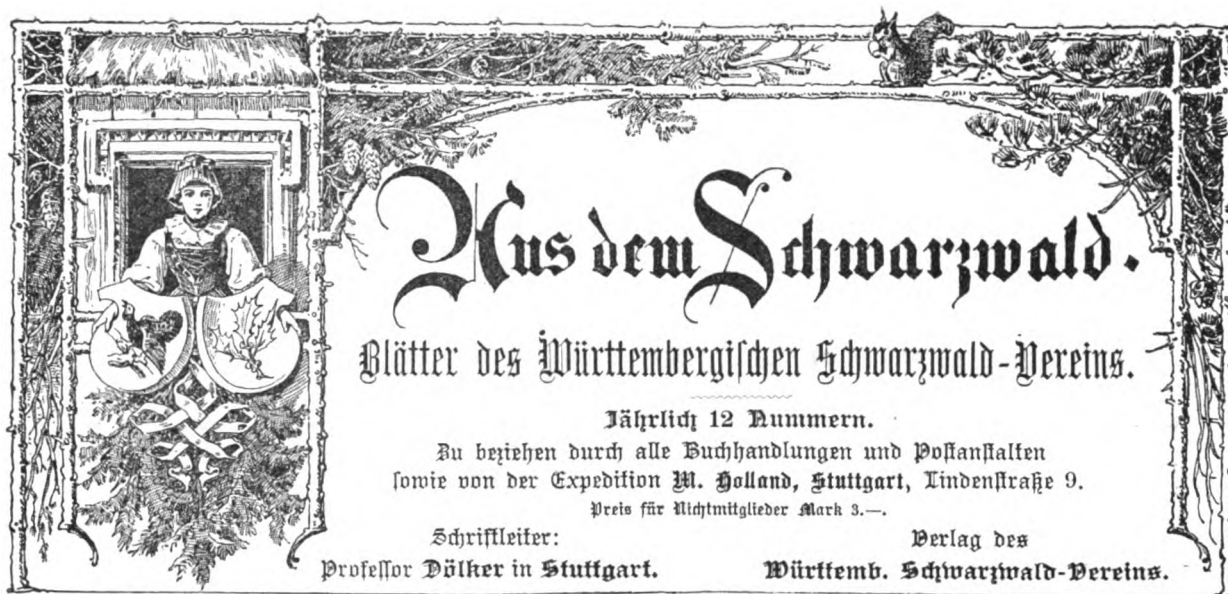 Aus dem Schwarzwald.
Blätter des Württembergischen Schwarzwald-Vereins.
Jährlich 12 Nummern.
Zu beziehen durch alle Buchhandlungen und Postanstalten
sowie von der Expedition M. Holland, Stuttgart, Lindenstraße 9.
Preis für Nichtmitglieder Mark 3.—.
Schriftleiter:
Professor Dölker in Stuttgart.
Verlag des
Württemb. Schwarzwald-Vereins.